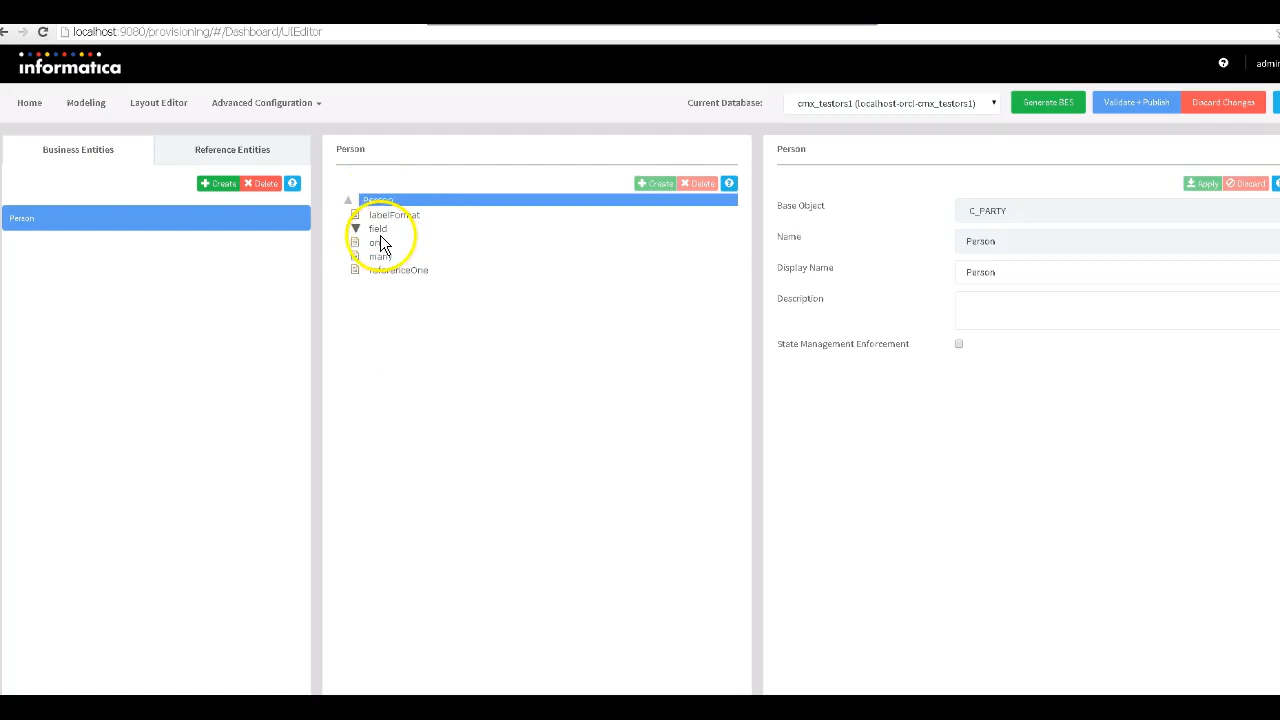 localhost:9080/provisioning/#/Dashboard/UIEditor
informatica
Home Modeling Layout Editor Advanced Configuration Current Database: cmx_testors1 (localhost-orcl-cmx_testors1) Generate BES Validate + Publish Discard Changes
Business Entities Reference Entities
Create Delete
Person
Person
Create Delete
Person
labelFormat
field
many
referenceOne
Person
Apply Discard
Base Object C_PARTY
Name Person
Display Name Person
Description
State Management Enforcement